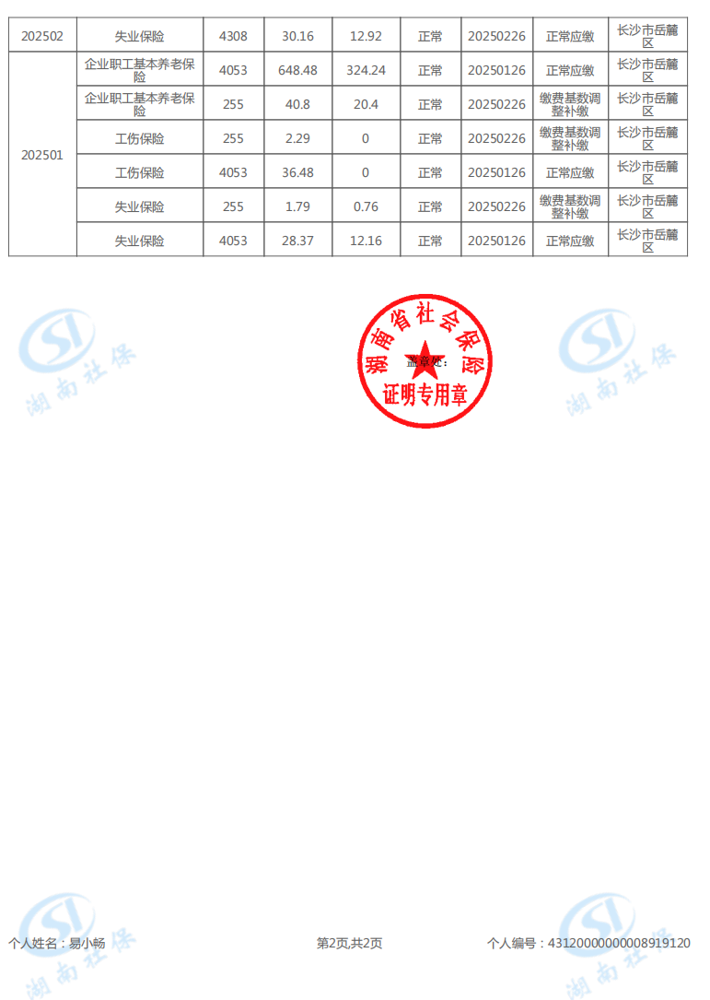 202502 失业保险 4308 30.16 12.92 正常 20250226 正常应缴 长沙市岳麓
区
202501
企业职工基本养老保
险 4053 648.48 324.24 正常 20250126 正常应缴 长沙市岳麓
区
企业职工基本养老保
险 255 40.8 20.4 正常 20250226 缴费基数调
整补缴 长沙市岳麓
区
工伤保险 255 2.29 0 正常 20250226 缴费基数调
整补缴 长沙市岳麓
区
工伤保险 4053 36.48 0 正常 20250126 正常应缴 长沙市岳麓
区
失业保险 255 1.79 0.76 正常 20250226 缴费基数调
整补缴 长沙市岳麓
区
失业保险 4053 28.37 12.16 正常 20250126 正常应缴 长沙市岳麓
区
湖南省社会保险
盖章处：
证明专用章
SI
湖南社保
SI
湖南社保
SI
湖南社保
SI
湖南社保
个人姓名：易小畅 第2页,共2页 个人编号：43120000000008919120